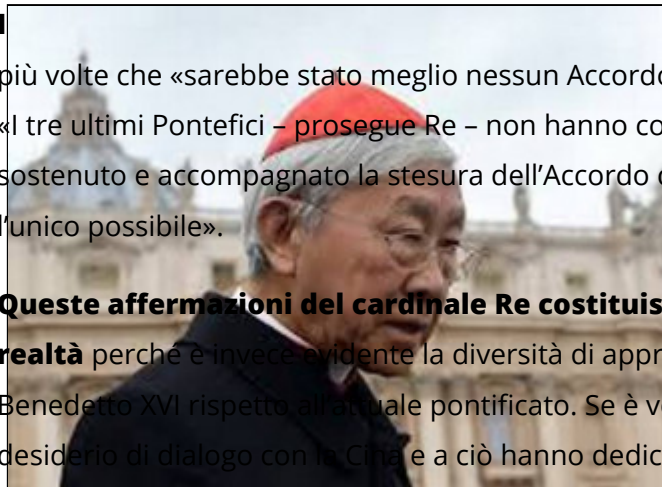 più volte che «sarebbe stato meglio nessun Accordo
«I tre ultimi Pontefici – prosegue Re – non hanno co
sostenuto e accompagnato la stesura dell'Accordo
l'unico possibile».
Queste affermazioni del cardinale Re costituis
realtà perché è invece evidente la diversità di appr
Benedetto XVI rispetto all'attuale pontificato. Se è v
desiderio di dialogo con la Cina e a ciò hanno dedic